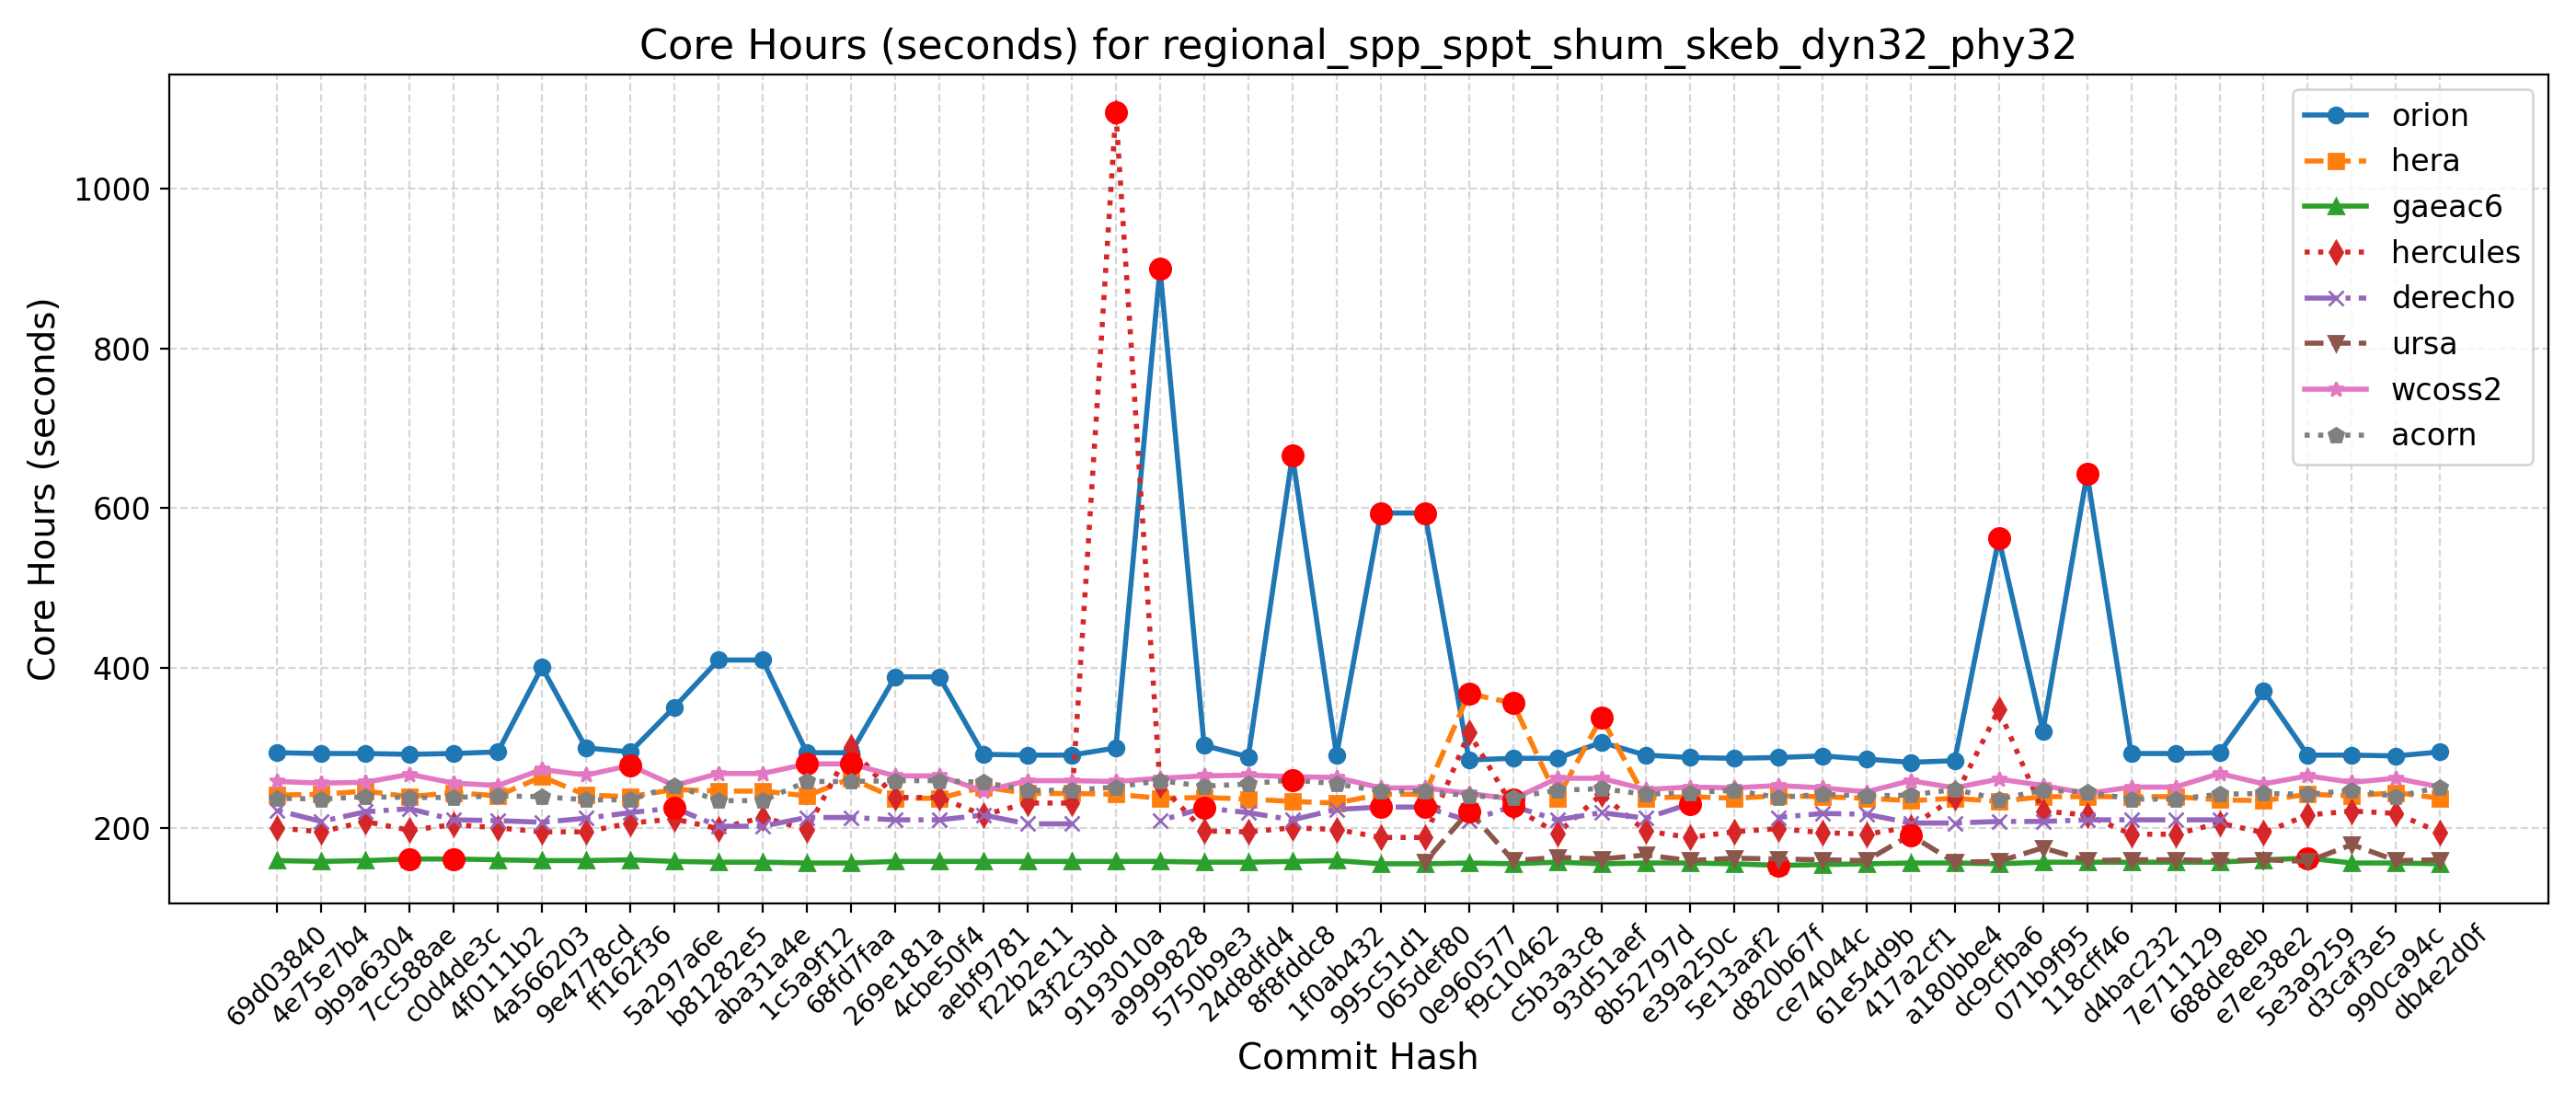 Core Hours (seconds) for regional_spp_sppt_shum_skeb_dyn32_phy32
Core Hours (seconds)
1000
800
600
400
200
orion
hera
gaeac6
hercules
derecho
ursa
wcoss2
acorn
69d03840
4e75e7b4
9b9a6304
7cc588ae
c0d4de3c
4f0111b2
4a566203
9e4778cd
ff162f36
5a297a6e
b81282e5
aba31a4e
1c5a9f12
68fd7faa
269e181a
4cbe50f4
aebf9781
f22b2e11
43f2c3bd
9193010a
a9999828
5750b9e3
24d8dfd4
8f8fddc8
1f0ab432
995c51d1
065def80
0e960577
f9c10462
c5b3a3c8
93d51aef
8b52797d
e39a250c
5e13aaf2
d820b67f
ce74044c
61e54d9b
417a2cf1
a180bbe4
dc9cfba6
071b9f95
118cff46
d4bac232
7e711129
688de8eb
e7ee38e2
5e3a9259
d3caf3e5
990ca94c
db4e2d0f
Commit Hash